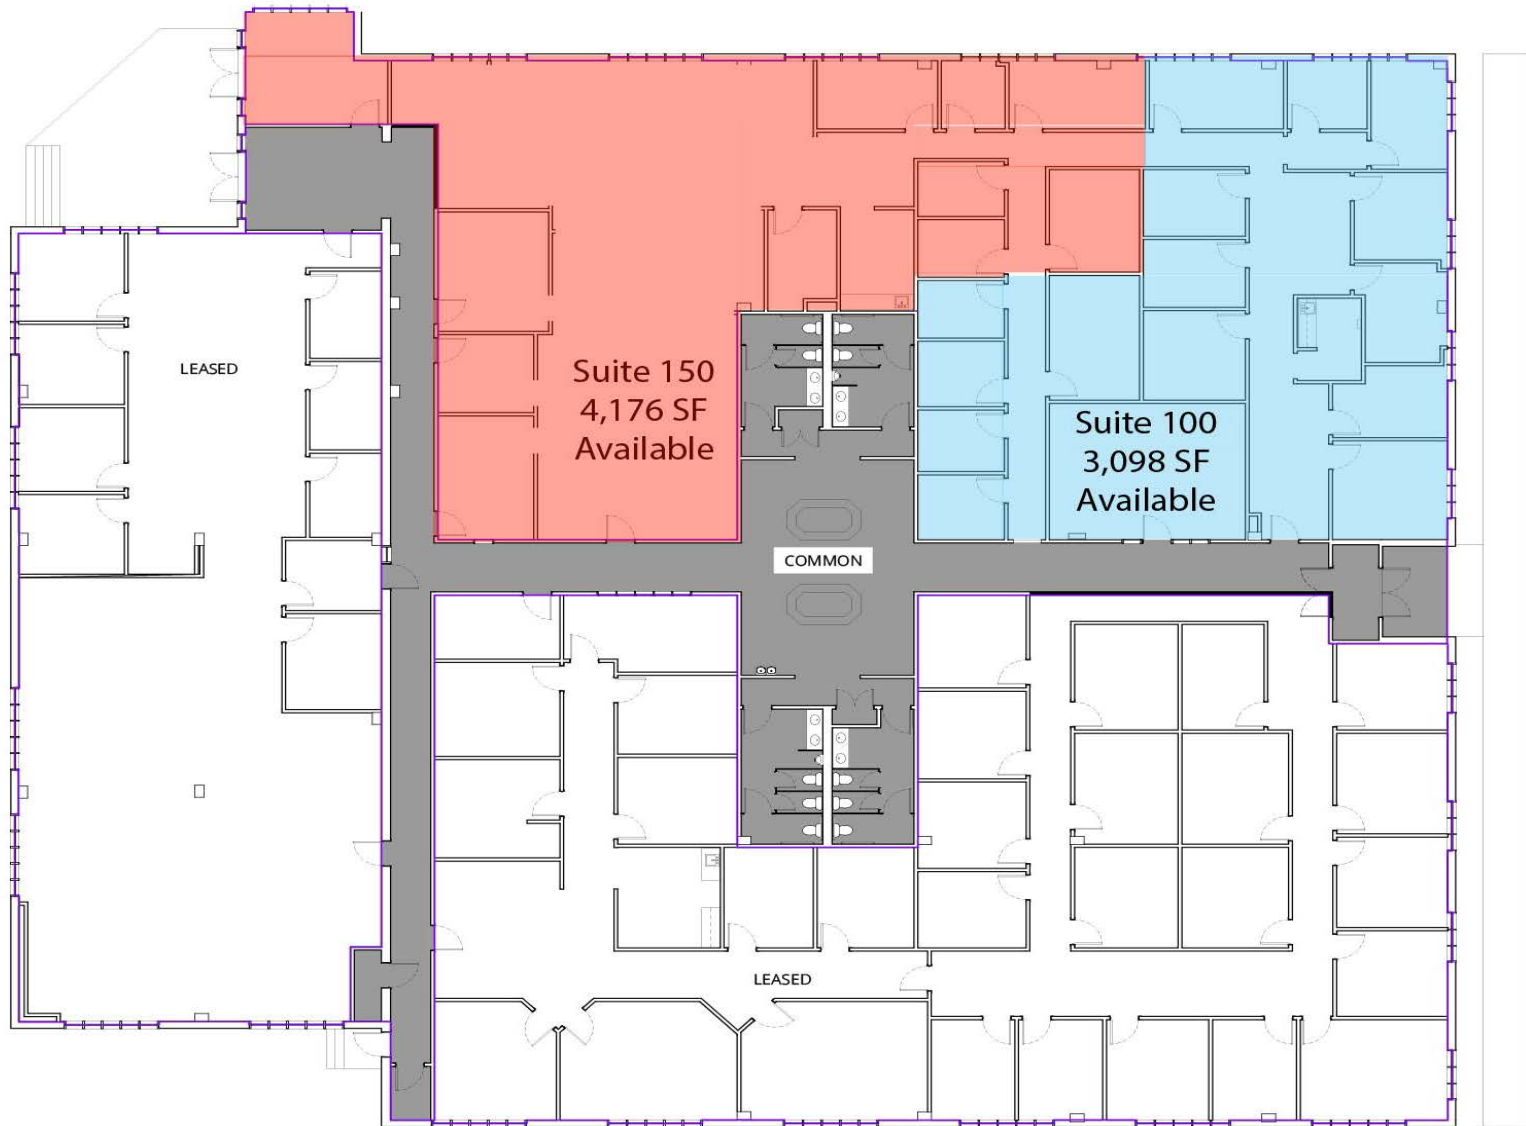 LEASED
Suite 150
4,176 SF
Available
Suite 100
3,098 SF
Available
COMMON
LEASED